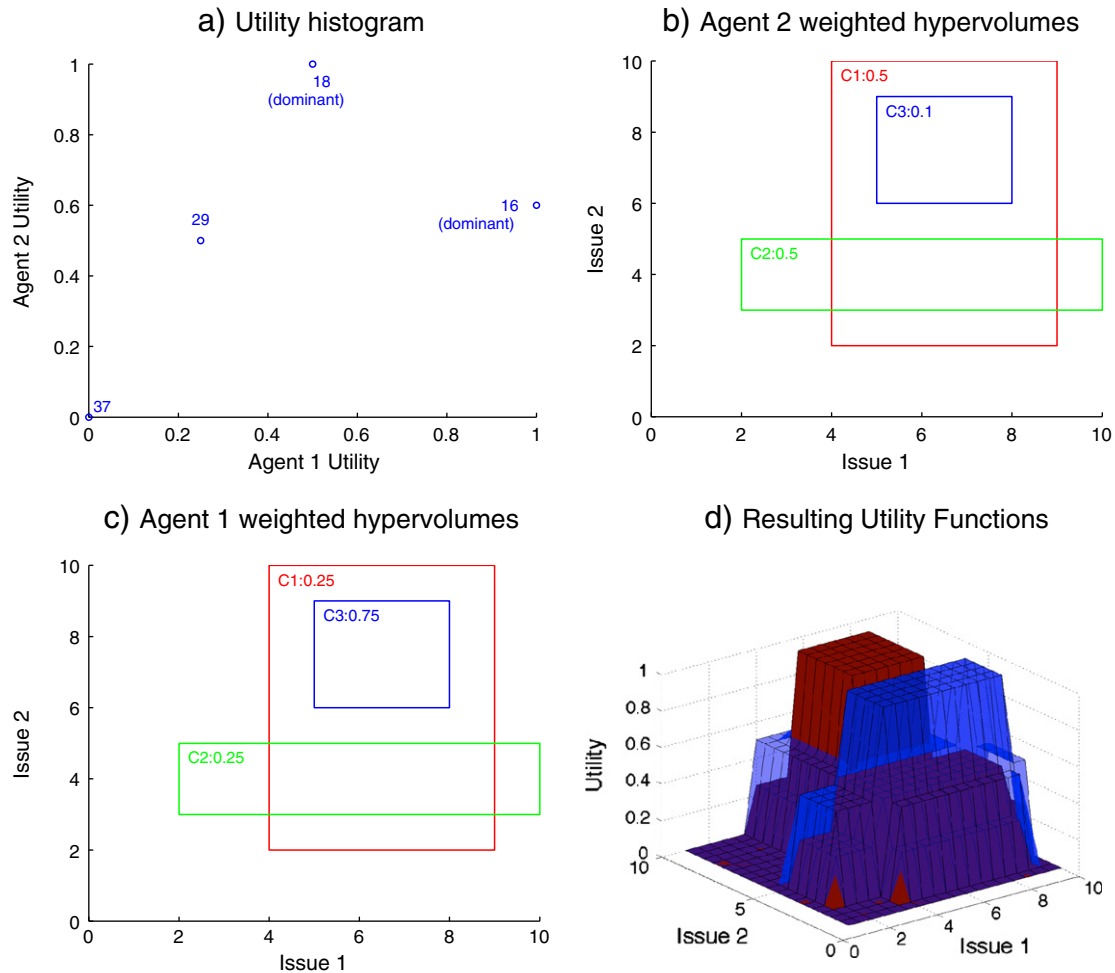 a) Utility histogram
1
0.8
0.6
0.4
0.2
0
0
0.2
0.4
0.6
0.8
1
18
(dominant)
16
(dominant)
29
37
Agent 2 Utility
Agent 1 Utility
b) Agent 2 weighted hypervolumes
10
8
6
4
2
0
0
2
4
6
8
10
C1:0.5
C3:0.1
C2:0.5
Issue 2
Issue 1
c) Agent 1 weighted hypervolumes
10
8
6
4
2
0
0
2
4
6
8
10
C1:0.25
C3:0.75
C2:0.25
Issue 2
Issue 1
d) Resulting Utility Functions
1
0.8
0.6
0.4
0.2
0
10
5
0
0
2
4
6
8
10
Utility
Issue 2
Issue 1